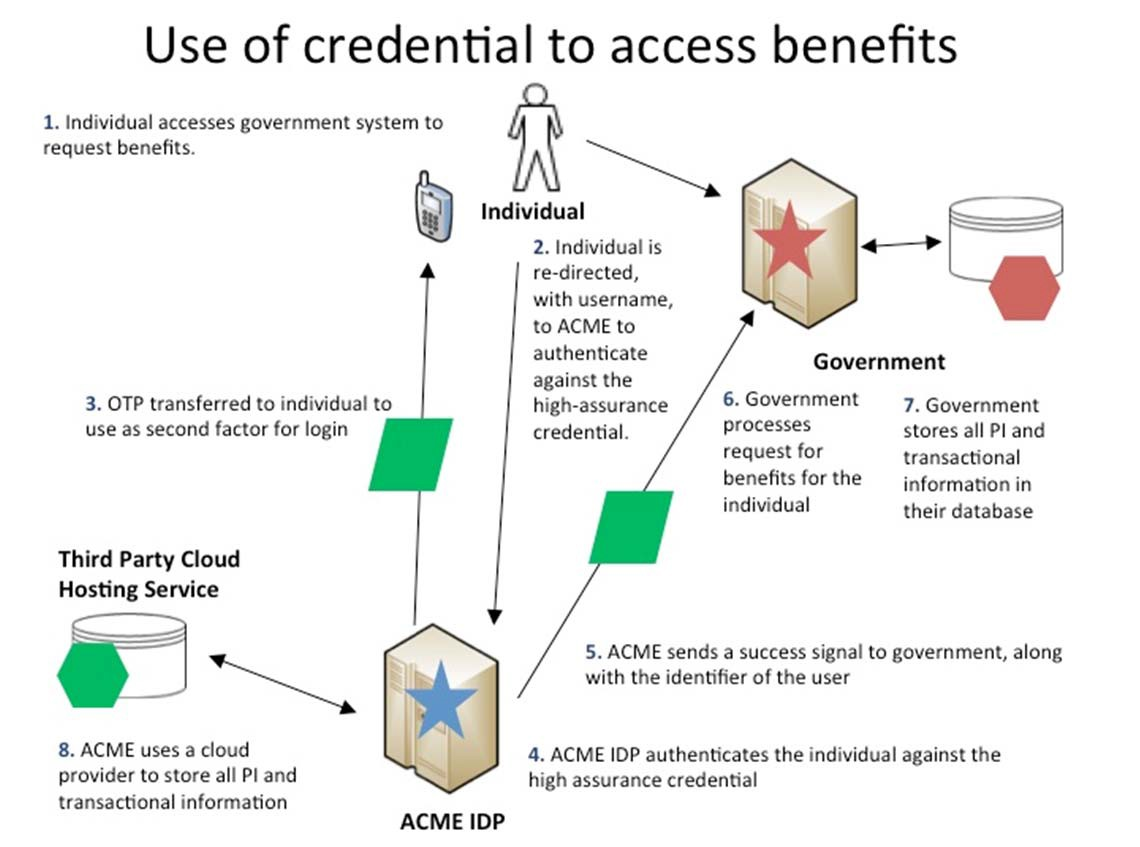 Use of credential to access benefits
1. Individual accesses government system to
request benefits.
Individual
2. Individual is
re-directed,
with username,
to ACME to
authenticate
against the
high-assurance
credential.
Government
3. OTP transferred to individual to
use as second factor for login
6. Government
processes
request for
benefits for the
individual
7. Government
stores all PI and
transactional
information in
their database
Third Party Cloud
Hosting Service
5. ACME sends a success signal to government, along
with the identifier of the user
8. ACME uses a cloud
provider to store all PI and
transactional information
4. ACME IDP authenticates the individual against the
high assurance credential
ACME IDP